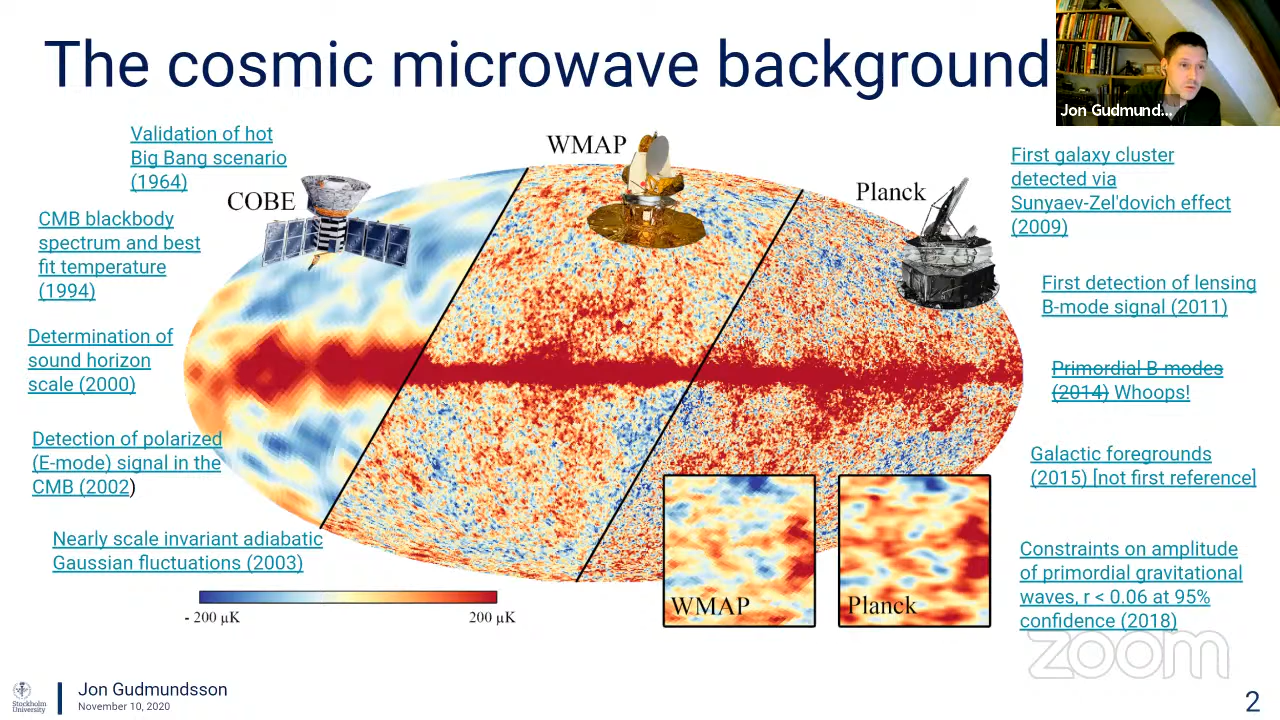 The cosmic microwave background
Jon Gudmund...
Validation of hot
Big Bang scenario
(1964)
CMB blackbody
spectrum and best
fit temperature
(1994)
Determination of
sound horizon
scale (2000)
Detection of polarized
(E-mode) signal in the
CMB (2002)
Nearly scale invariant adiabatic
Gaussian fluctuations (2003)
COBE
WMAP
Planck
First galaxy cluster
detected via
Sunyaev-Zel'dovich effect
(2009)
First detection of lensing
B-mode signal (2011)
Primordial B modes
(2014) Whoops!
Galactic foregrounds
(2015) [not first reference]
Constraints on amplitude
of primordial gravitational
waves, r < 0.06 at 95%
confidence (2018)
WMAP
Planck
- 200 µK
200 µK
zoom
Stockholm
University
Jon Gudmundsson
November 10, 2020
2